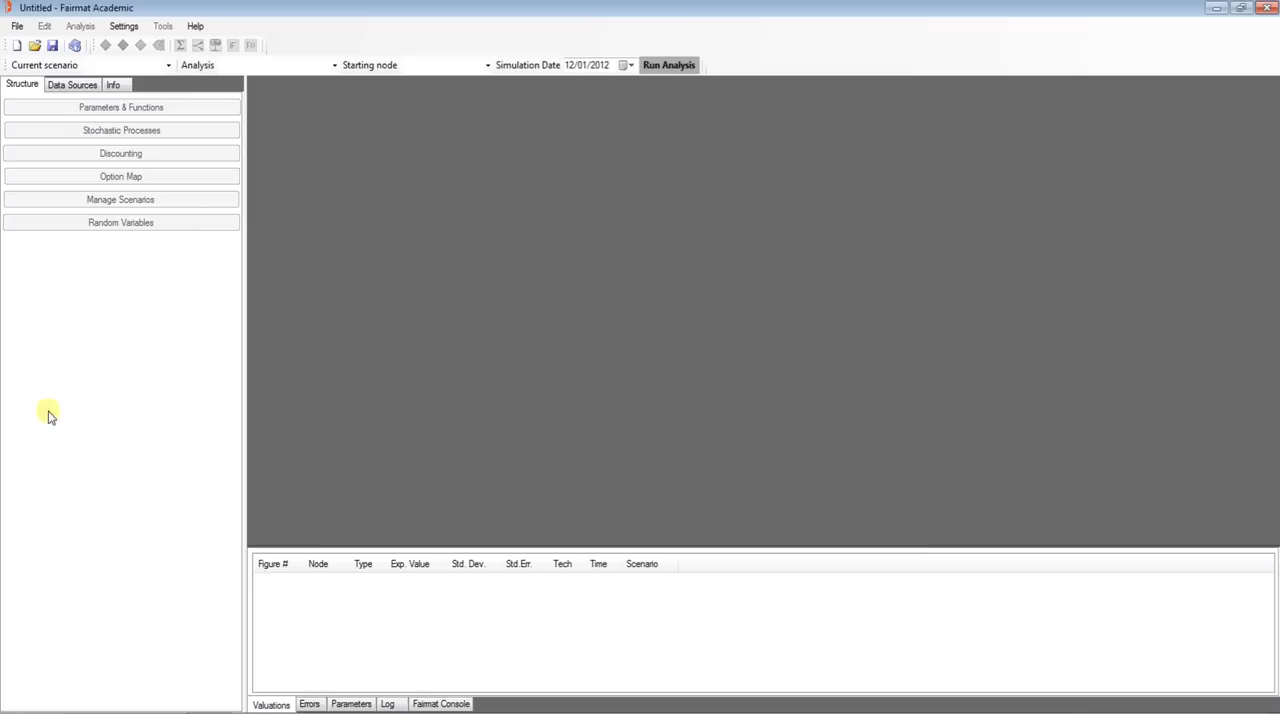 Untitled - Fairmat Academic
File Edit Analysis Settings Tools Help
Current scenario Analysis Starting node Simulation Date 12/01/2012 Run Analysis
Structure Data Sources Info
Parameters & Functions
Stochastic Processes
Discounting
Option Map
Manage Scenarios
Random Variables
Figure # Node Type Exp. Value Std. Dev. Std.Err. Tech Time Scenario
Valuations Errors Parameters Log Fairmat Console